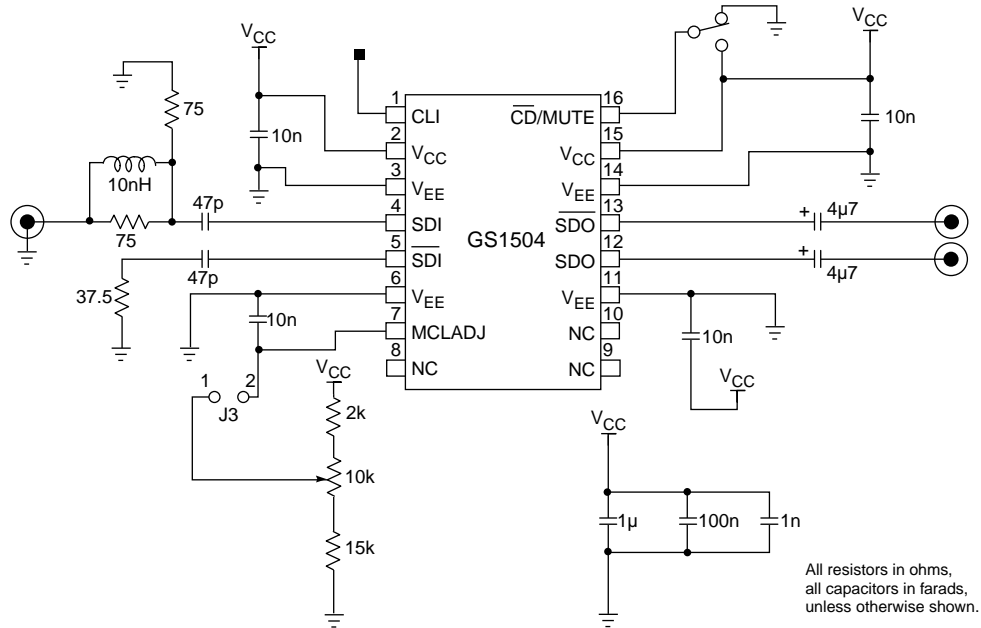 VCC
VCC
75
10nH
75
47p
47p
37.5
10n
10n
1
CLI
2
VCC
3
VEE
4
SDI
5
SDI
6
VEE
7
MCLADJ
8
NC
GS1504
16
CD/MUTE
15
VCC
14
VEE
13
SDO
12
SDO
11
VEE
10
NC
9
NC
10n
+
4µ7
+
4µ7
10n
VCC
1
2
J3
VCC
2k
10k
15k
VCC
1µ
100n
1n
All resistors in ohms,
all capacitors in farads,
unless otherwise shown.